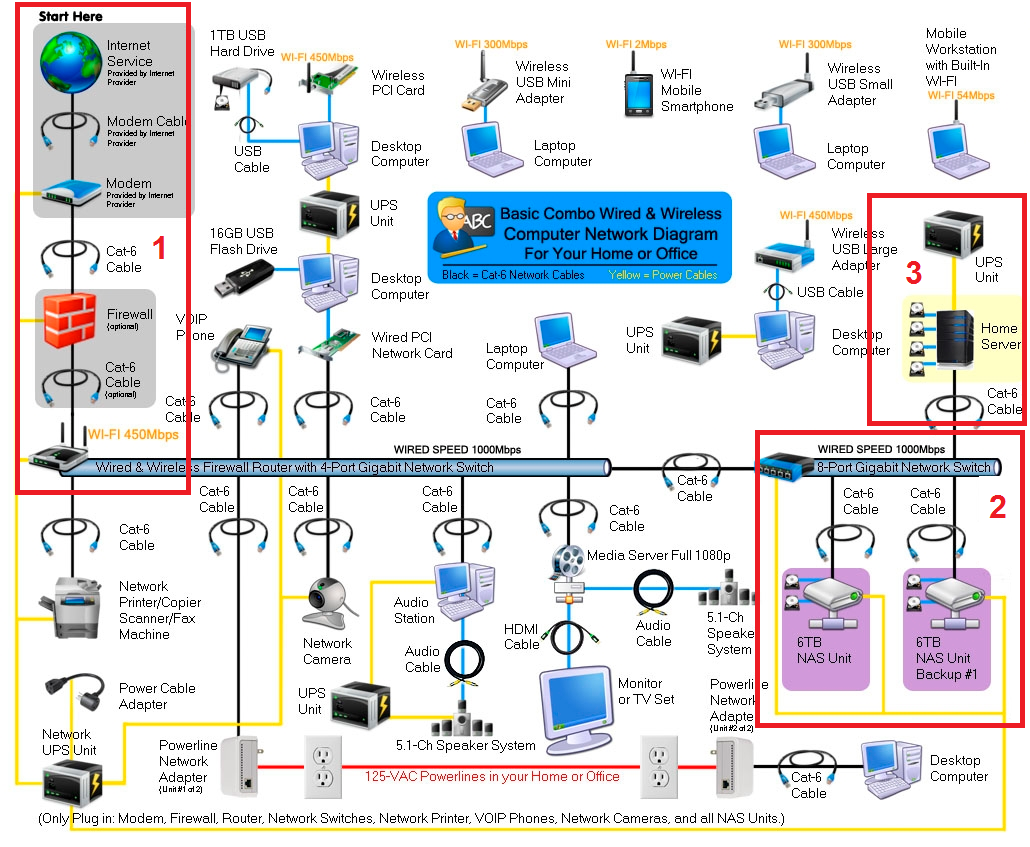 Start Here
Internet
Service
Provided by Internet
Provider
Modem Cable
Provided by Internet
Provider
Modem
Provided by Internet
Provider
1
Cat-6
Cable
Firewall
(optional)
Cat-6
Cable
(optional)
WI-FI 450Mbps
1TB USB
Hard Drive
WI-FI 450Mbps
Wireless
PCI Card
USB
Cable
Desktop
Computer
UPS
Unit
16GB USB
Flash Drive
Desktop
Computer
VOIP
Phone
Wired PCI
Network Card
Cat-6
Cable
Cat-6
Cable
WI-FI 300Mbps
Wireless
USB Mini
Adapter
Laptop
Computer
WI-FI 2Mbps
WI-FI
Mobile
Smartphone
WI-FI 300Mbps
Wireless
USB Small
Adapter
Laptop
Computer
Mobile
Workstation
with Built-In
WI-FI
WI-FI 54Mbps
ABC
Basic Combo Wired & Wireless
Computer Network Diagram
For Your Home or Office
Black = Cat-6 Network Cables
Yellow = Power Cables
WI-FI 450Mbps
Wireless
USB Large
Adapter
USB Cable
UPS
Unit
Desktop
Computer
Laptop
Computer
Cat-6
Cable
3
UPS
Unit
Home
Server
Cat-6
Cable
WIRED SPEED 1000Mbps
Wired & Wireless Firewall Router with 4-Port Gigabit Network Switch
Cat-6
Cable
WIRED SPEED 1000Mbps
8-Port Gigabit Network Switch
2
Cat-6
Cable
Cat-6
Cable
6TB
NAS Unit
6TB
NAS Unit
Backup #1
Cat-6
Cable
Cat-6
Cable
Cat-6
Cable
Cat-6
Cable
Cat-6
Cable
Network
Printer/Copier
Scanner/Fax
Machine
Network
Camera
Audio
Station
Audio
Cable
UPS
Unit
5.1-Ch Speaker System
Media Server Full 1080p
HDMI
Cable
Audio
Cable
5.1-Ch
Speaker
System
Monitor
or TV Set
Power Cable
Adapter
Network
UPS Unit
Powerline
Network
Adapter
(Unit #1 of 2)
125-VAC Powerlines in your Home or Office
Powerline
Network
Adapter
(Unit #2 of 2)
Cat-6
Cable
Desktop
Computer
(Only Plug in: Modem, Firewall, Router, Network Switches, Network Printer, VOIP Phones, Network Cameras, and all NAS Units.)